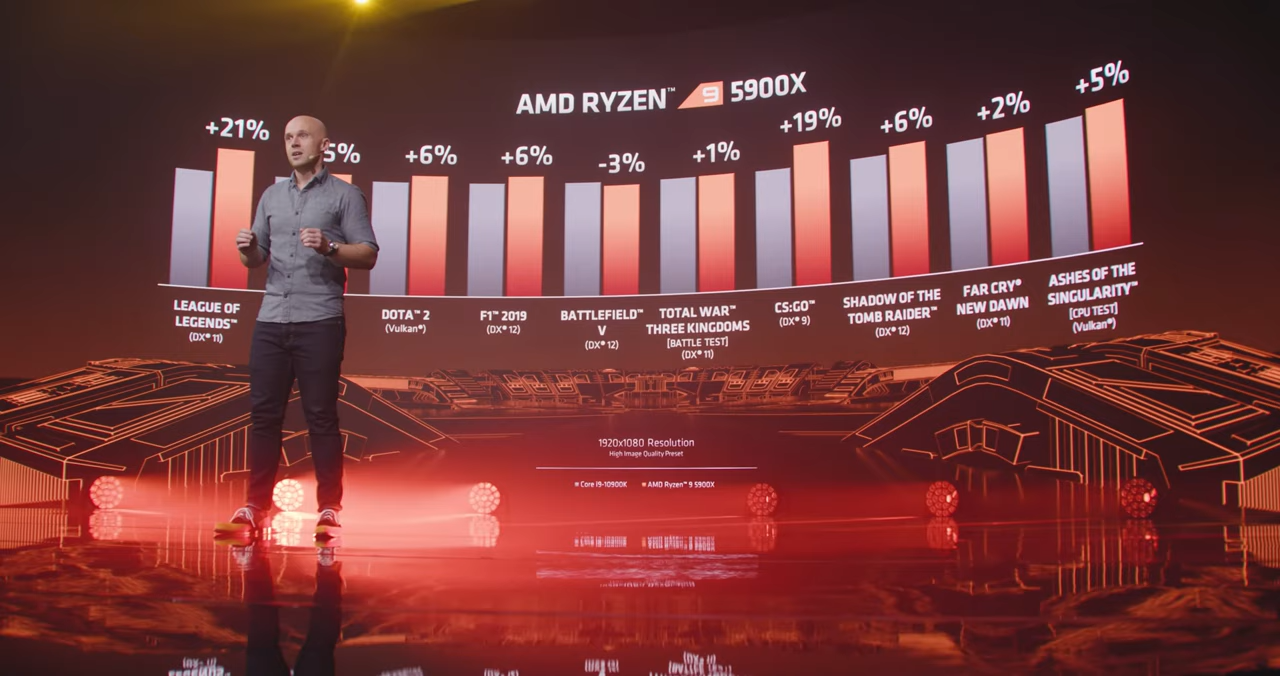 AMD RYZEN™ 9 5900X
+21%
5%
+6%
+6%
-3%
+1%
+19%
+6%
+2%
+5%
LEAGUE OF
LEGENDS™
(DX® 11)
DOTA™ 2
(Vulkan®)
F1™ 2019
(DX® 12)
BATTLEFIELD™
V
(DX® 12)
TOTAL WAR™
THREE KINGDOMS
[BATTLE TEST]
(DX® 11)
CS:GO™
(DX® 9)
SHADOW OF THE
TOMB RAIDER™
(DX® 12)
FAR CRY®
NEW DAWN
(DX® 11)
ASHES OF THE
SINGULARITY™
[CPU TEST]
(Vulkan®)
1920x1080 Resolution
High Image Quality Preset
Core i9-10900K AMD Ryzen™ 9 5900X